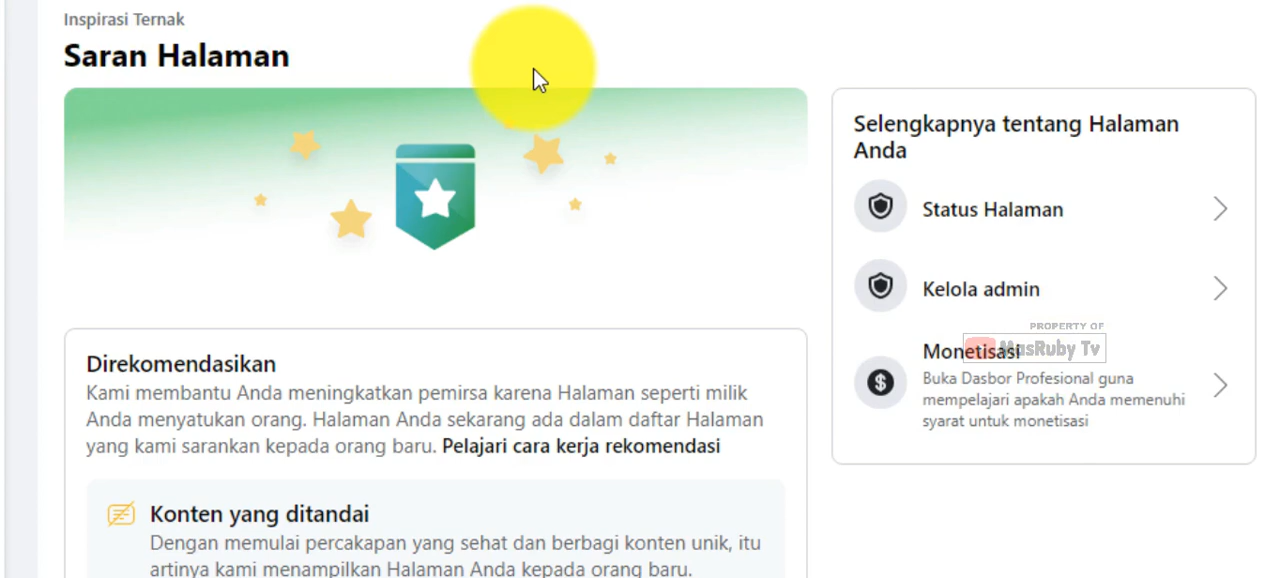 Inspirasi Ternak
Saran Halaman
Selengkapnya tentang Halaman
Anda
Status Halaman
Kelola admin
PROPERTY OF
MasRuby Tv
Monetisasi
Buka Dasbor Profesional guna
mempelajari apakah Anda memenuhi
syarat untuk monetisasi
Direkomendasikan
Kami membantu Anda meningkatkan pemirsa karena Halaman seperti milik
Anda menyatukan orang. Halaman Anda sekarang ada dalam daftar Halaman
yang kami sarankan kepada orang baru. Pelajari cara kerja rekomendasi
Konten yang ditandai
Dengan memulai percakapan yang sehat dan berbagi konten unik, itu
artinya kami menampilkan Halaman Anda kepada orang baru.